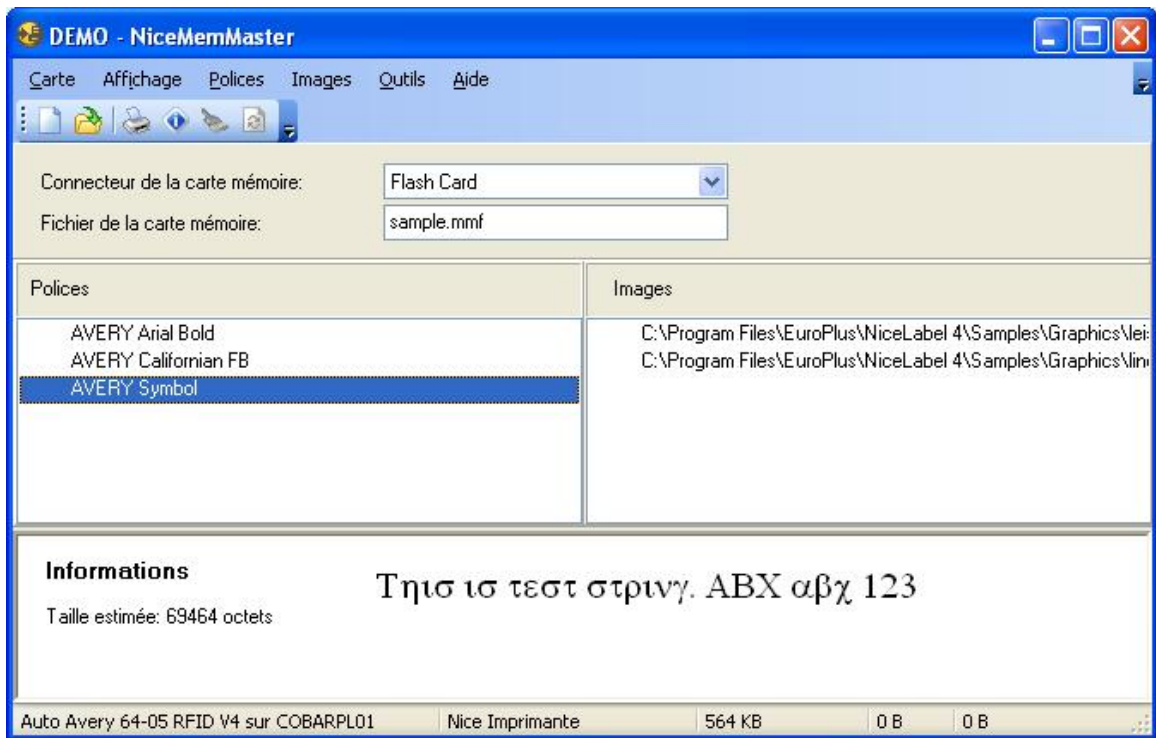 DEMO - NiceMemMaster
Carte Affichage Polices Images Outils Aide
Connecteur de la carte mémoire: Flash Card
Fichier de la carte mémoire: sample.mmf
Polices Images
AVERY Arial Bold
AVERY Californian FB
AVERY Symbol
C:\Program Files\EuroPlus\NiceLabel 4\Samples\Graphics\lei
C:\Program Files\EuroPlus\NiceLabel 4\Samples\Graphics\lin
Informations
Τηισ ισ τεστ στρινγ. ΑΒΧ αβχ 123
Taille estimée: 69464 octets
Auto Avery 64-05 RFID V4 sur COBARPL01 Nice Imprimante 564 KB 0 B 0 B